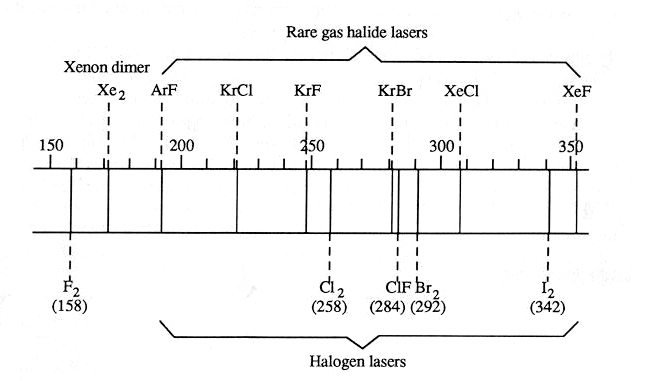 Rare gas halide lasers
Xenon dimer
Xe2 ArF KrCl KrF KrBr XeCl XeF
150 200 250 300 350
F2 Cl2 ClF Br2 I2
(158) (258) (284) (292) (342)
Halogen lasers